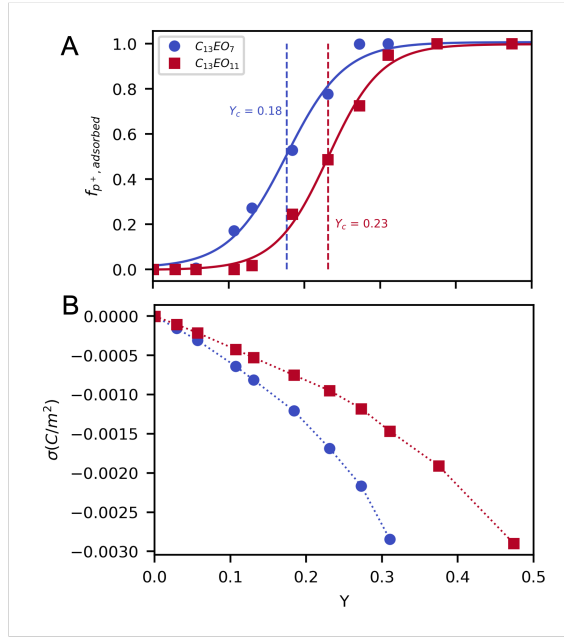 A
C₁₃EO₇
C₁₃EO₁₁
1.0
0.8
0.6
0.4
0.2
0.0
f_{p⁺, adsorbed}
Y_c = 0.18
Y_c = 0.23
B
0.0000
−0.0005
−0.0010
−0.0015
−0.0020
−0.0025
−0.0030
σ(C/m²)
0.0 0.1 0.2 0.3 0.4 0.5
Y